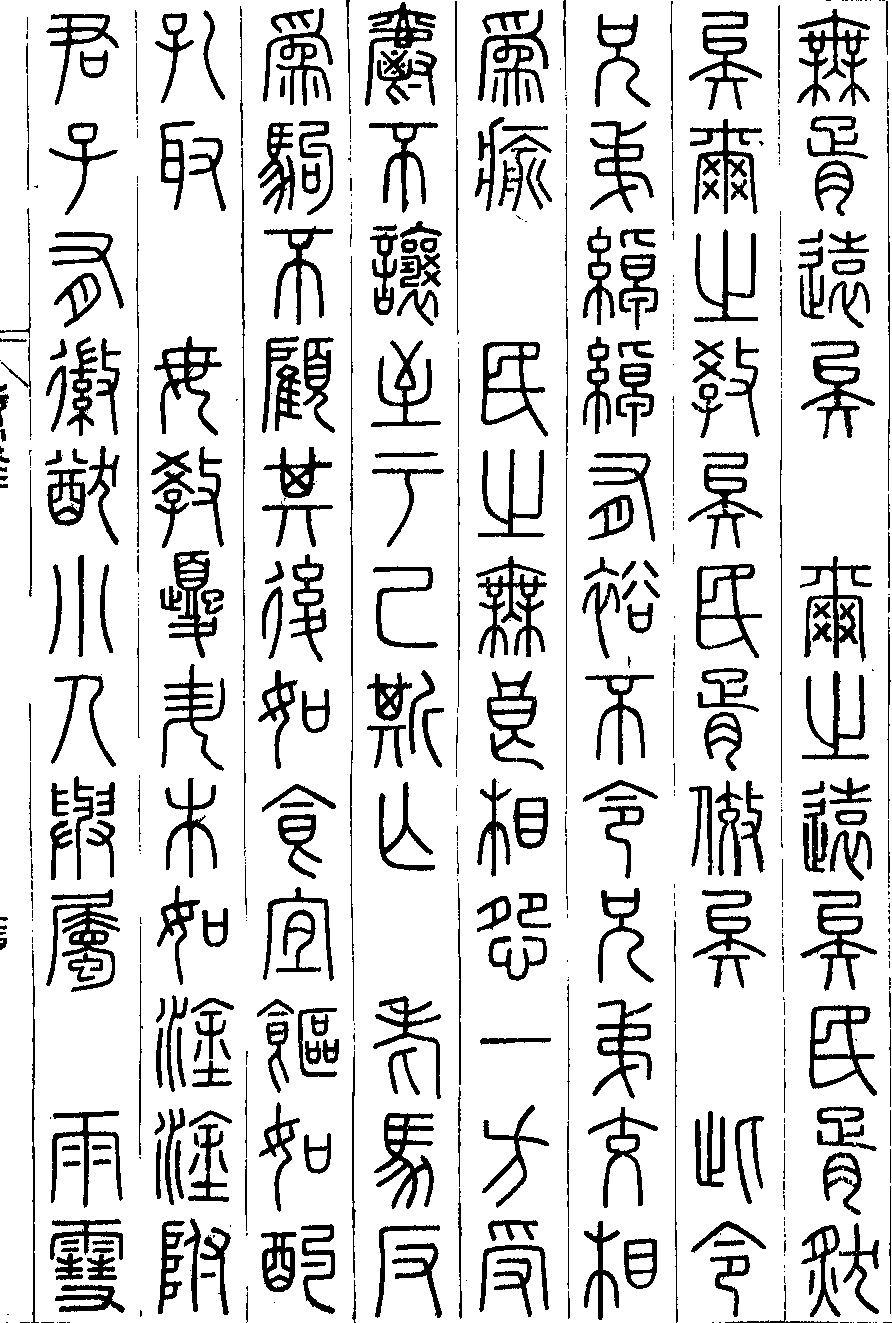 無胥遠矣　爾之遠矣民胥然
矣爾之教矣民胥傚矣　此令
兄弟綽綽有裕不令兄弟交相
為瘉　民之無良相怨一方受
爵不讓至于己斯亡　老馬反
為駒不顧其後如食宜饇如酌
孔取　毋教猱升木如塗塗附
君子有徽猷小人與屬　雨雪